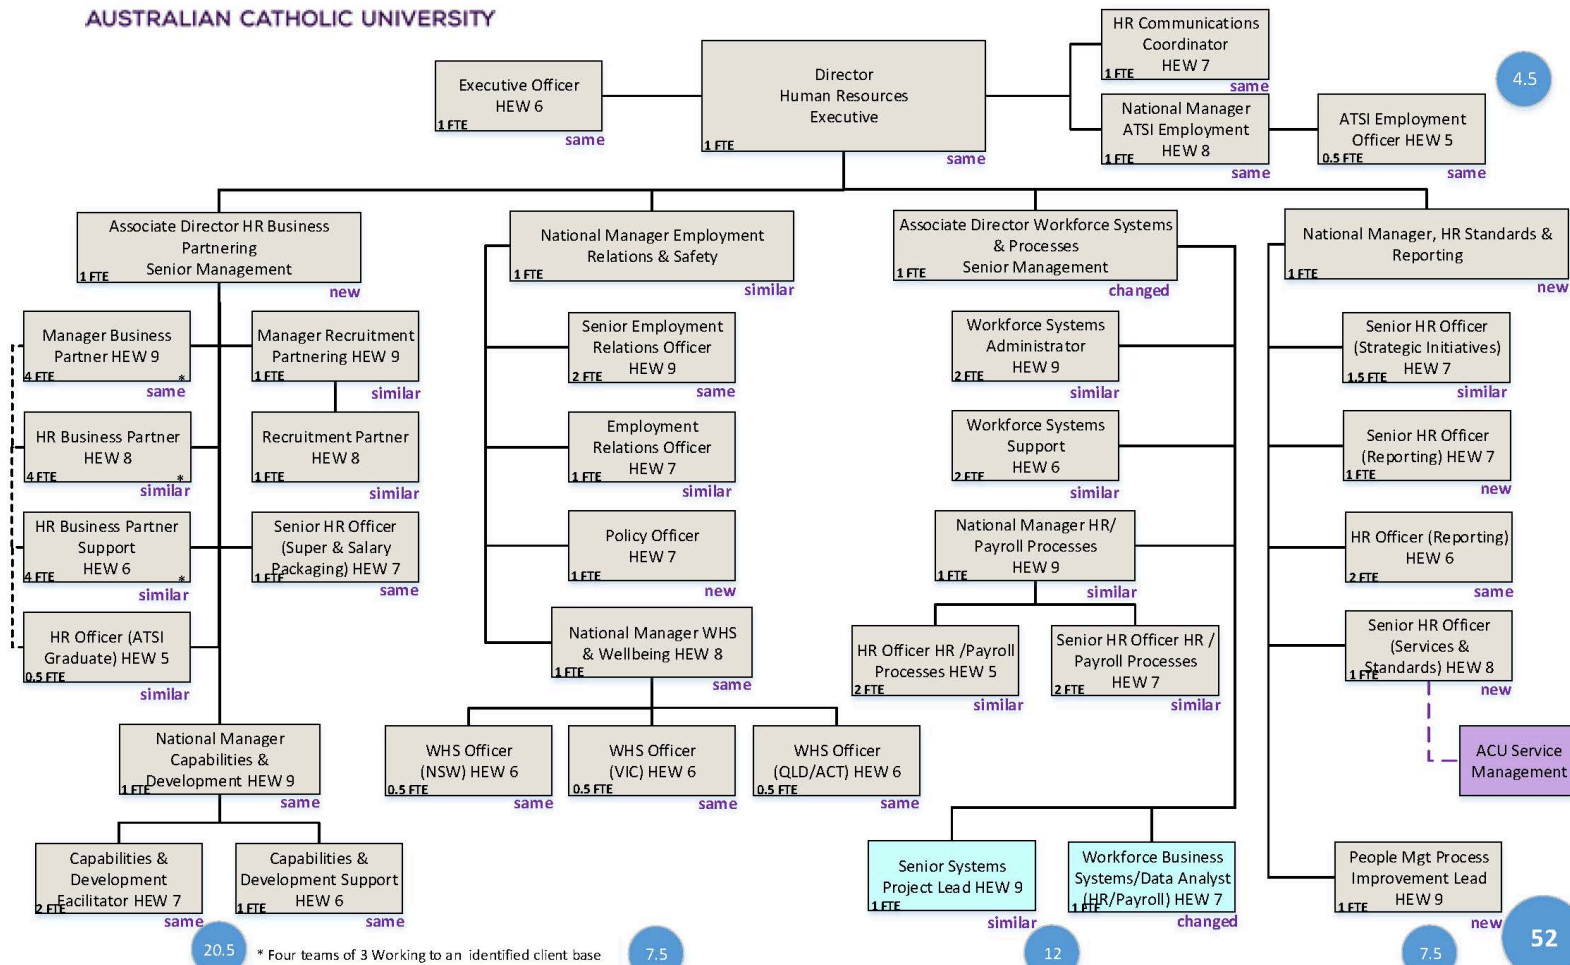 AUSTRALIAN CATHOLIC UNIVERSITY
Executive Officer
HEW 6
1 FTE
same
Director
Human Resources
Executive
1 FTE
same
HR Communications
Coordinator
HEW 7
1 FTE
same
National Manager
ATSI Employment
HEW 8
1 FTE
same
ATSI Employment
Officer HEW 5
0.5 FTE
same
4.5
Associate Director HR Business
Partnering
Senior Management
1 FTE
new
Manager Business
Partner HEW 9
4 FTE
*
same
Manager Recruitment
Partnering HEW 9
1 FTE
similar
HR Business Partner
HEW 8
4 FTE
*
similar
Recruitment Partner
HEW 8
1 FTE
similar
HR Business Partner
Support
HEW 6
4 FTE
*
similar
Senior HR Officer
(Super & Salary
Packaging) HEW 7
1 FTE
same
HR Officer (ATSI
Graduate) HEW 5
0.5 FTE
similar
National Manager
Capabilities &
Development HEW 9
1 FTE
same
Capabilities &
Development
Facilitator HEW 7
2 FTE
same
Capabilities &
Development Support
HEW 6
1 FTE
same
20.5
* Four teams of 3 Working to an identified client base
National Manager Employment
Relations & Safety
1 FTE
similar
Senior Employment
Relations Officer
HEW 9
2 FTE
same
Employment
Relations Officer
HEW 7
1 FTE
similar
Policy Officer
HEW 7
1 FTE
new
National Manager WHS
& Wellbeing HEW 8
1 FTE
same
WHS Officer
(NSW) HEW 6
0.5 FTE
same
WHS Officer
(VIC) HEW 6
0.5 FTE
same
WHS Officer
(QLD/ACT) HEW 6
0.5 FTE
same
7.5
Associate Director Workforce Systems
& Processes
Senior Management
1 FTE
changed
Workforce Systems
Administrator
HEW 9
2 FTE
similar
Workforce Systems
Support
HEW 6
2 FTE
similar
National Manager HR/
Payroll Processes
HEW 9
1 FTE
similar
HR Officer HR /Payroll
Processes HEW 5
2 FTE
similar
Senior HR Officer HR /
Payroll Processes
HEW 7
2 FTE
similar
Senior Systems
Project Lead HEW 9
1 FTE
similar
Workforce Business
Systems/Data Analyst
(HR/Payroll) HEW 7
1 FTE
changed
12
National Manager, HR Standards &
Reporting
1 FTE
new
Senior HR Officer
(Strategic Initiatives)
HEW 7
1.5 FTE
similar
Senior HR Officer
(Reporting) HEW 7
1 FTE
new
HR Officer (Reporting)
HEW 6
2 FTE
same
Senior HR Officer
(Services &
Standards) HEW 8
1 FTE
new
ACU Service
Management
People Mgt Process
Improvement Lead
HEW 9
1 FTE
new
7.5
52